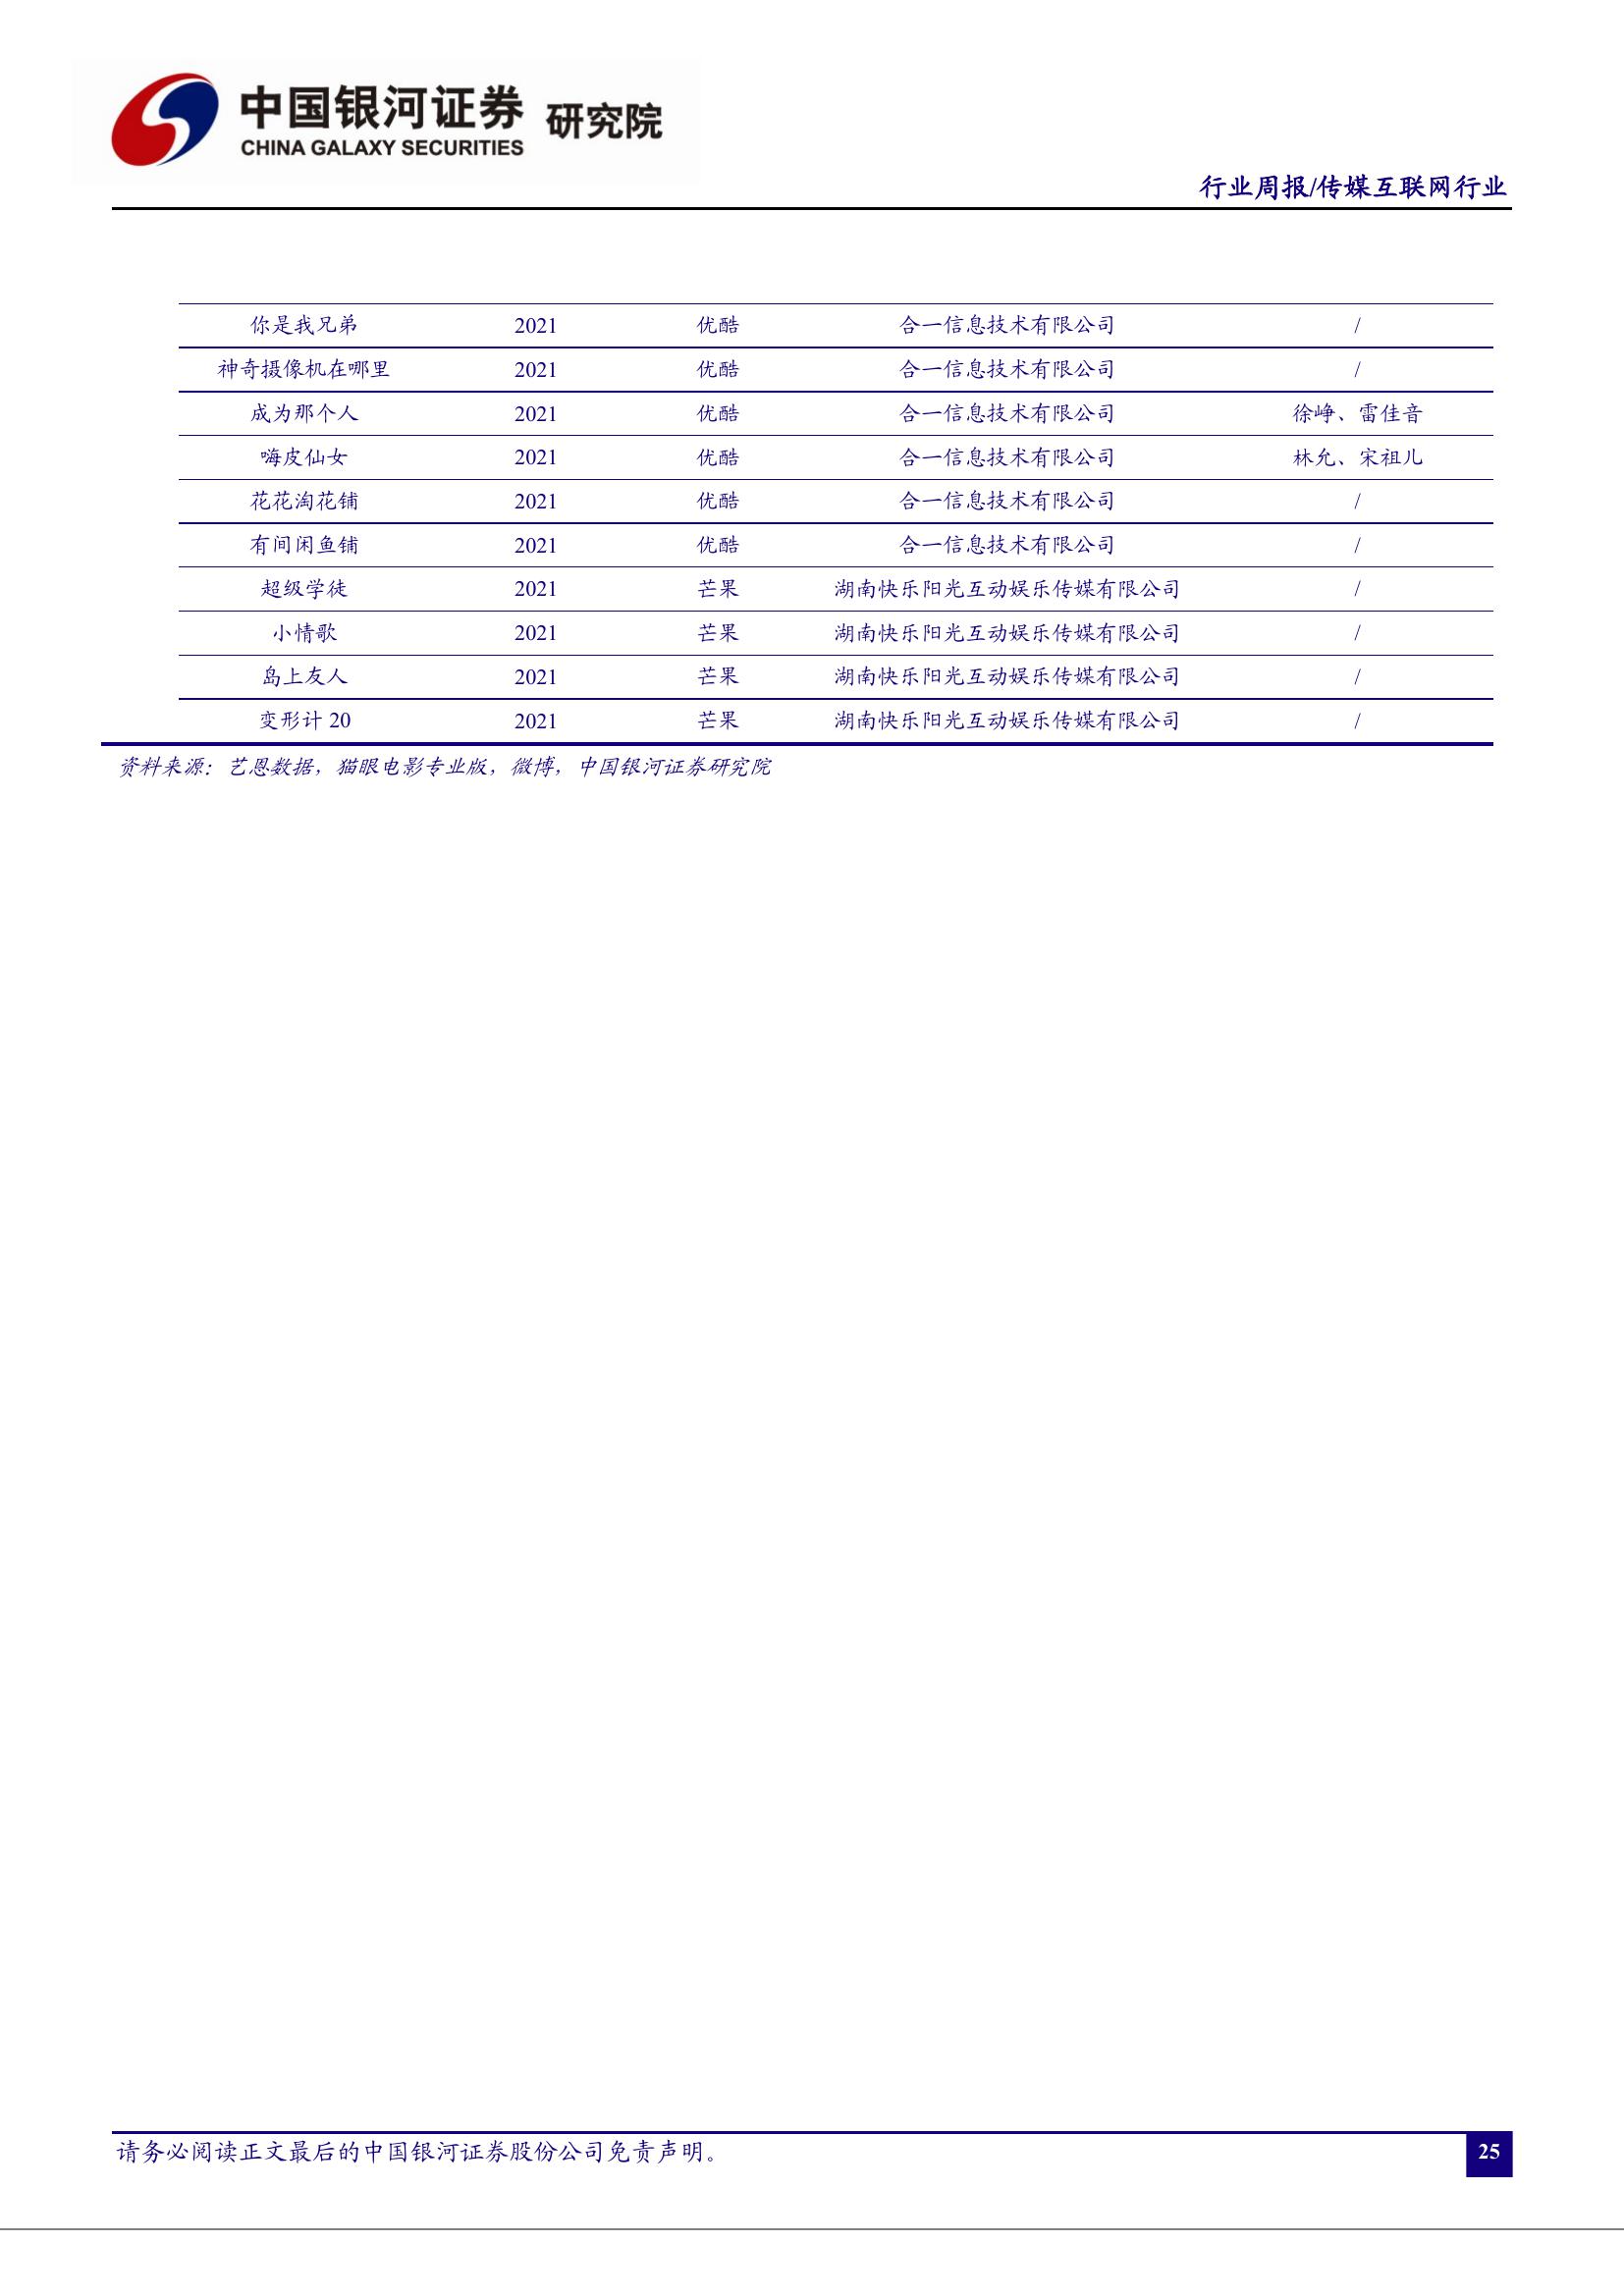 中国银河证券 研究院
CHINA GALAXY SECURITIES
行业周报/传媒互联网行业
你是我兄弟 2021 优酷 合一信息技术有限公司 /
神奇摄像机在哪里 2021 优酷 合一信息技术有限公司 /
成为那个人 2021 优酷 合一信息技术有限公司 徐峥、雷佳音
嗨皮仙女 2021 优酷 合一信息技术有限公司 林允、宋祖儿
花花淘花铺 2021 优酷 合一信息技术有限公司 /
有间闲鱼铺 2021 优酷 合一信息技术有限公司 /
超级学徒 2021 芒果 湖南快乐阳光互动娱乐传媒有限公司 /
小情歌 2021 芒果 湖南快乐阳光互动娱乐传媒有限公司 /
岛上友人 2021 芒果 湖南快乐阳光互动娱乐传媒有限公司 /
变形计 20 2021 芒果 湖南快乐阳光互动娱乐传媒有限公司 /
资料来源：艺恩数据，猫眼电影专业版，微博，中国银河证券研究院
请务必阅读正文最后的中国银河证券股份公司免责声明。
25